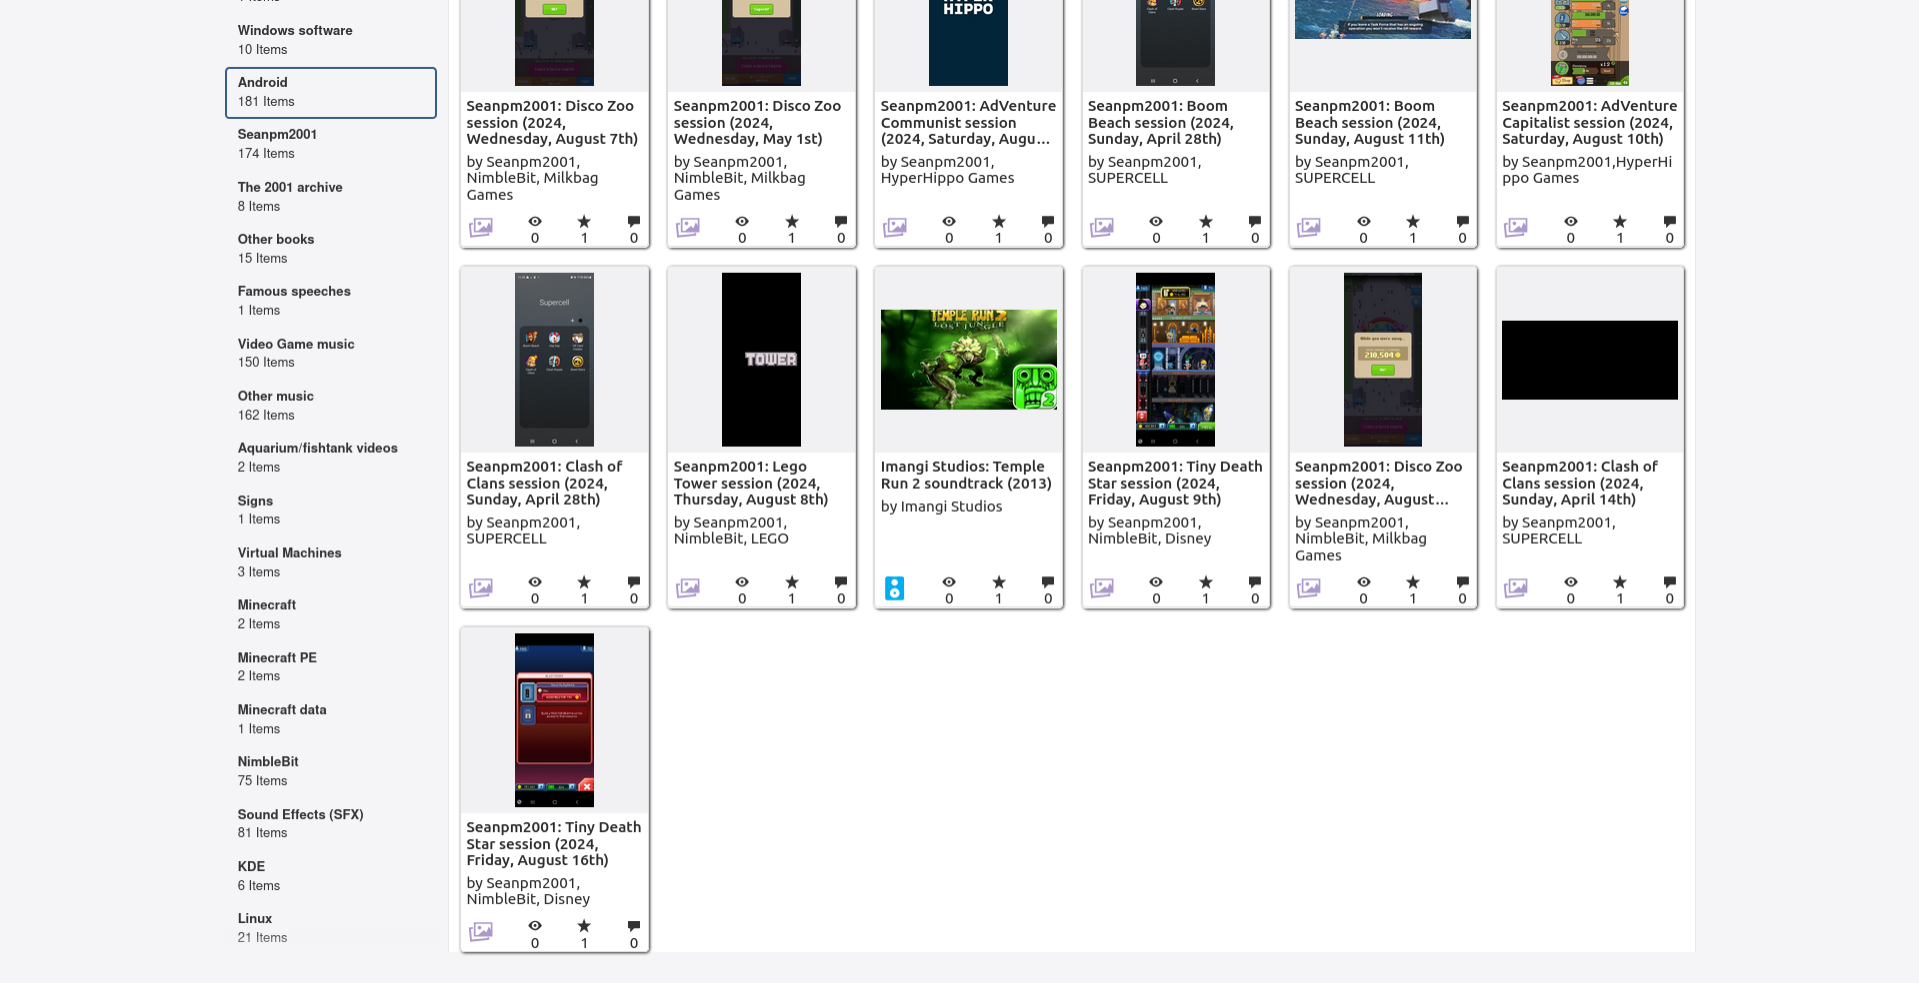 Windows software
10 Items
Android
181 Items
Seanpm2001
174 Items
The 2001 archive
8 Items
Other books
15 Items
Famous speeches
1 Items
Video Game music
150 Items
Other music
162 Items
Aquarium/fishtank videos
2 Items
Signs
1 Items
Virtual Machines
3 Items
Minecraft
2 Items
Minecraft PE
2 Items
Minecraft data
1 Items
NimbleBit
75 Items
Sound Effects (SFX)
81 Items
KDE
6 Items
Linux
21 Items
HIPPO
LOADING
Seanpm2001: Disco Zoo
session (2024,
Wednesday, August 7th)
by Seanpm2001,
NimbleBit, Milkbag
Games
0 1 0
Seanpm2001: Disco Zoo
session (2024,
Wednesday, May 1st)
by Seanpm2001,
NimbleBit, Milkbag
Games
0 1 0
Seanpm2001: AdVenture
Communist session
(2024, Saturday, Augu...
by Seanpm2001,
HyperHippo Games
0 1 0
Seanpm2001: Boom
Beach session (2024,
Sunday, April 28th)
by Seanpm2001,
SUPERCELL
0 1 0
Seanpm2001: Boom
Beach session (2024,
Sunday, August 11th)
by Seanpm2001,
SUPERCELL
0 1 0
Seanpm2001: AdVenture
Capitalist session (2024,
Saturday, August 10th)
by Seanpm2001,HyperHi
ppo Games
0 1 0
Supercell
Seanpm2001: Clash of
Clans session (2024,
Sunday, April 28th)
by Seanpm2001,
SUPERCELL
0 1 0
TOWER
Seanpm2001: Lego
Tower session (2024,
Thursday, August 8th)
by Seanpm2001,
NimbleBit, LEGO
0 1 0
TEMPLE RUN 2
LOST JUNGLE
2
Imangi Studios: Temple
Run 2 soundtrack (2013)
by Imangi Studios
0 1 0
Seanpm2001: Tiny Death
Star session (2024,
Friday, August 9th)
by Seanpm2001,
NimbleBit, Disney
0 1 0
While you were away...
210,504
Seanpm2001: Disco Zoo
session (2024,
Wednesday, August...
by Seanpm2001,
NimbleBit, Milkbag
Games
0 1 0
Seanpm2001: Clash of
Clans session (2024,
Sunday, April 14th)
by Seanpm2001,
SUPERCELL
0 1 0
Seanpm2001: Tiny Death
Star session (2024,
Friday, August 16th)
by Seanpm2001,
NimbleBit, Disney
0 1 0